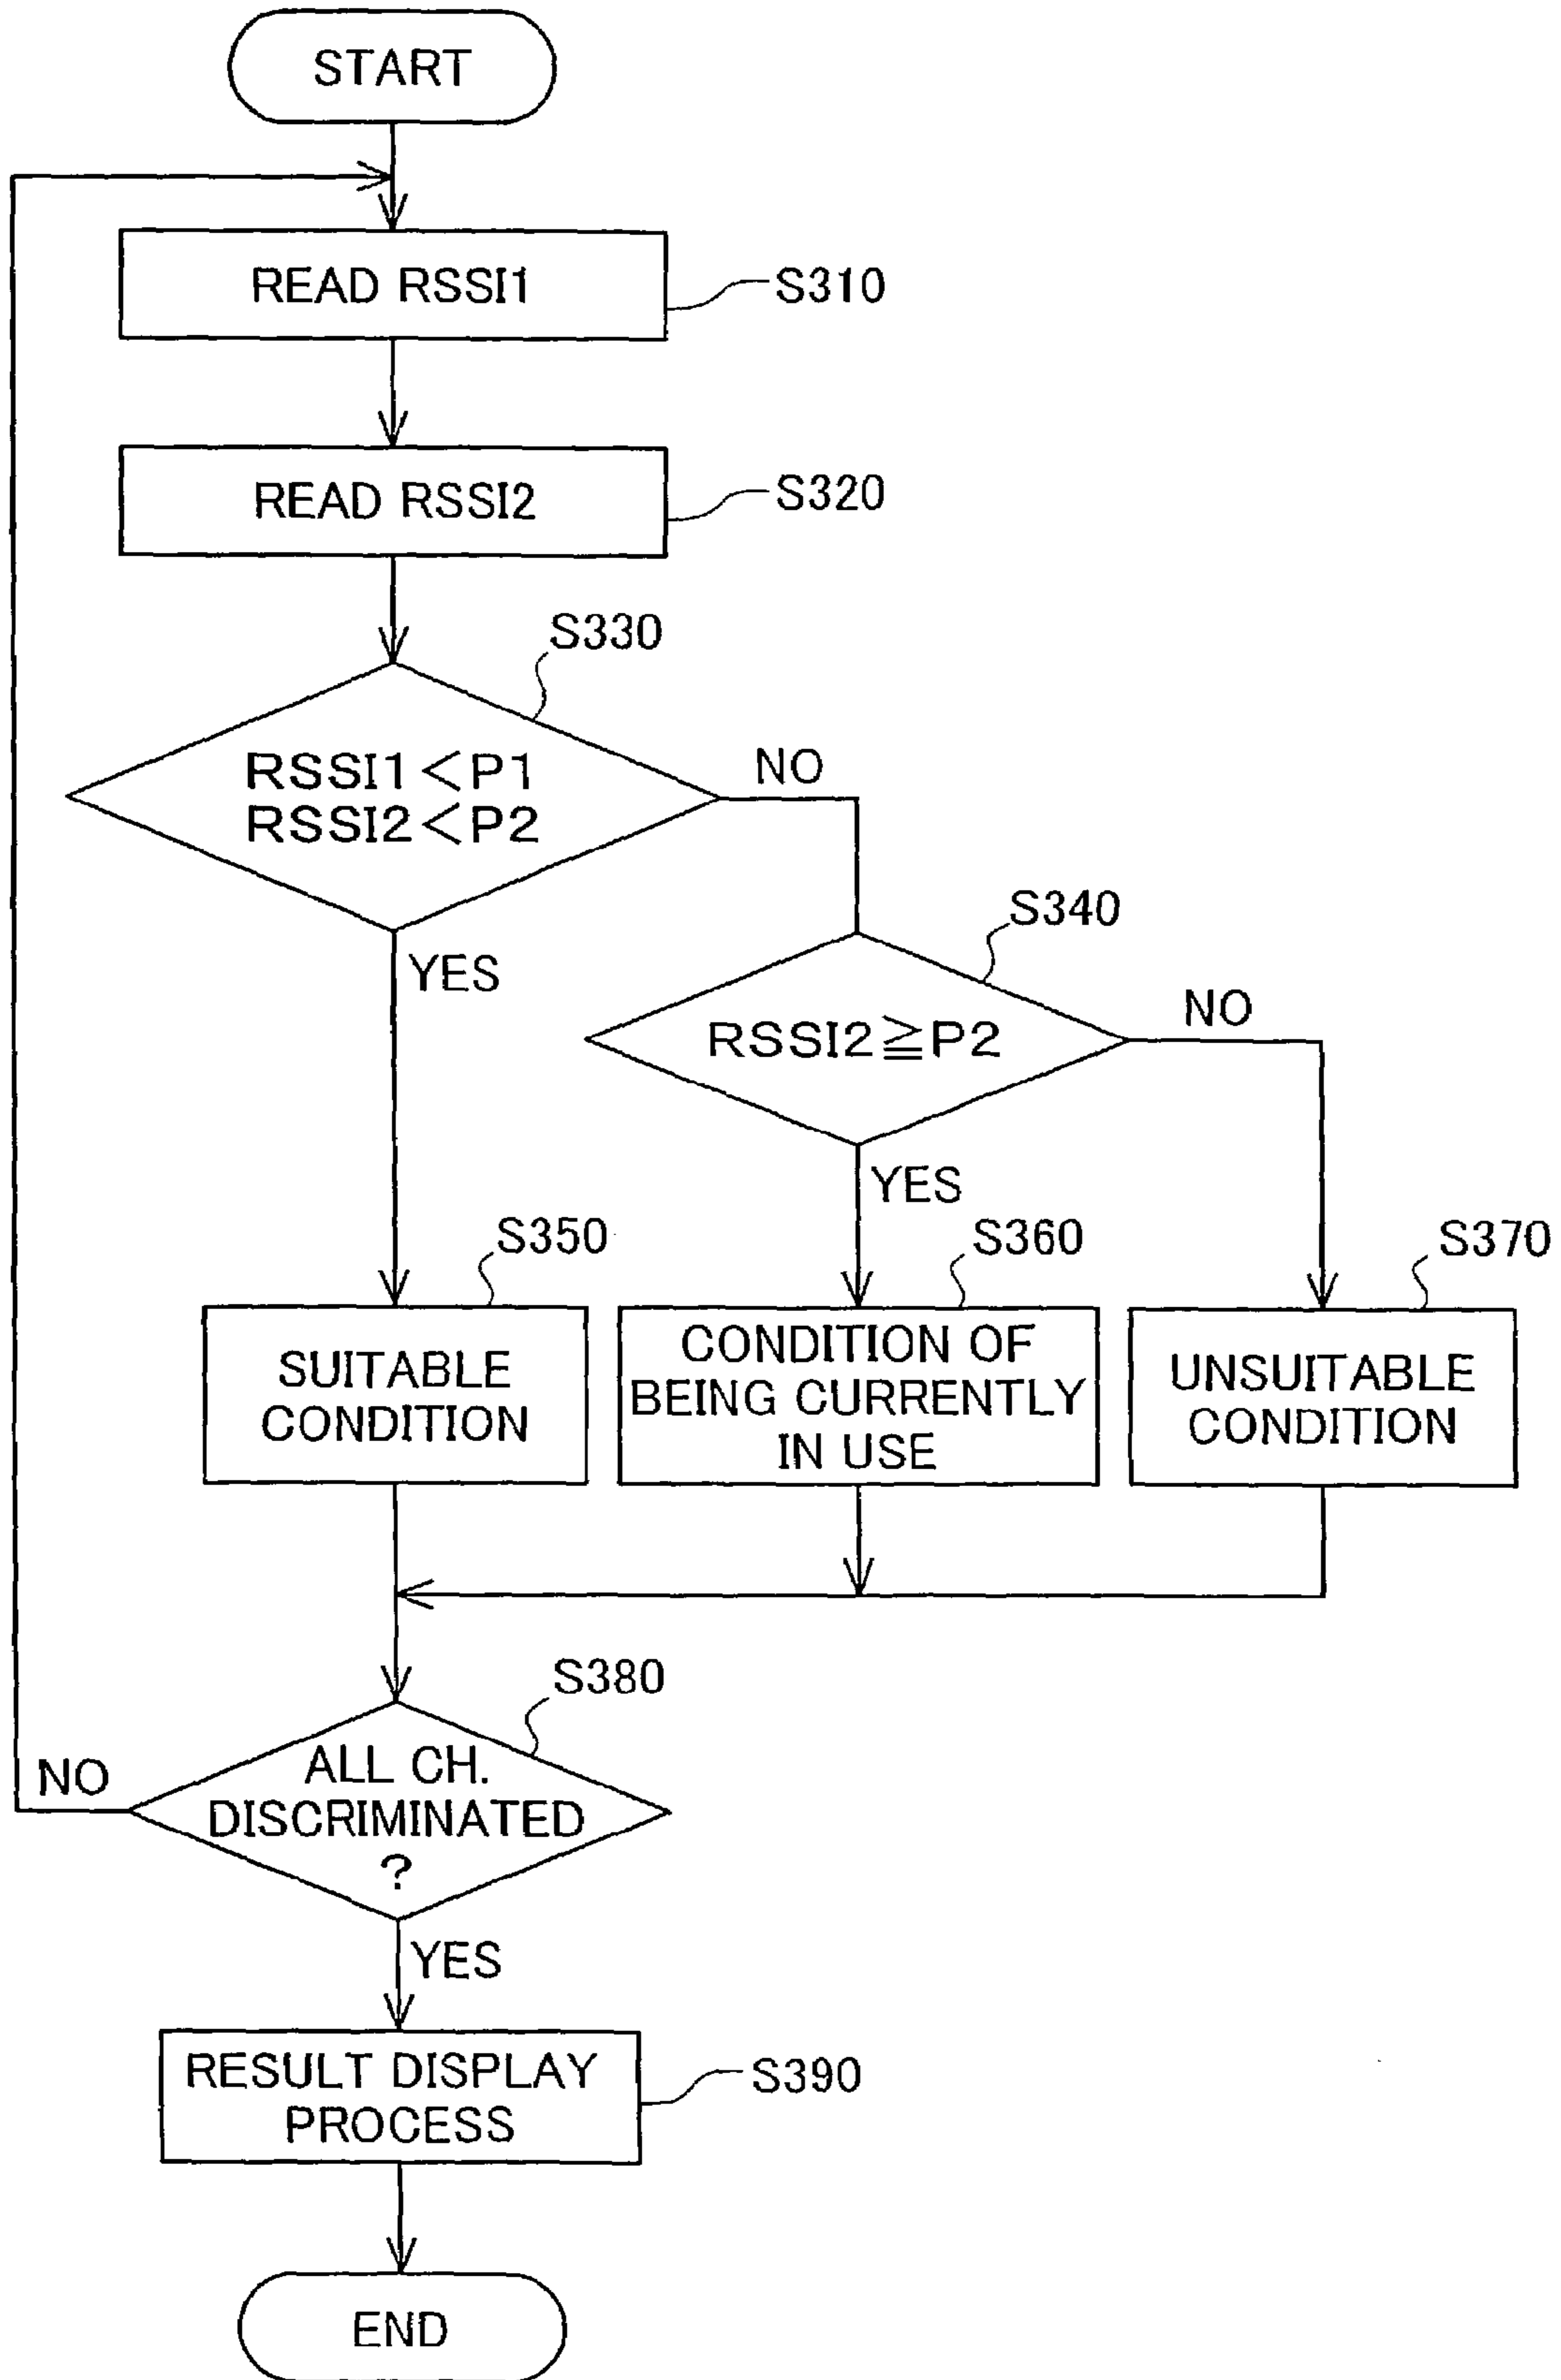 START
READ RSSI1
S310
READ RSSI2
S320
S330
RSSI1<P1
RSSI2<P2
NO
YES
S340
RSSI2≧P2
NO
YES
S350
SUITABLE
CONDITION
S360
CONDITION OF
BEING CURRENTLY
IN USE
S370
UNSUITABLE
CONDITION
S380
ALL CH.
DISCRIMINATED
?
NO
YES
RESULT DISPLAY
PROCESS
S390
END